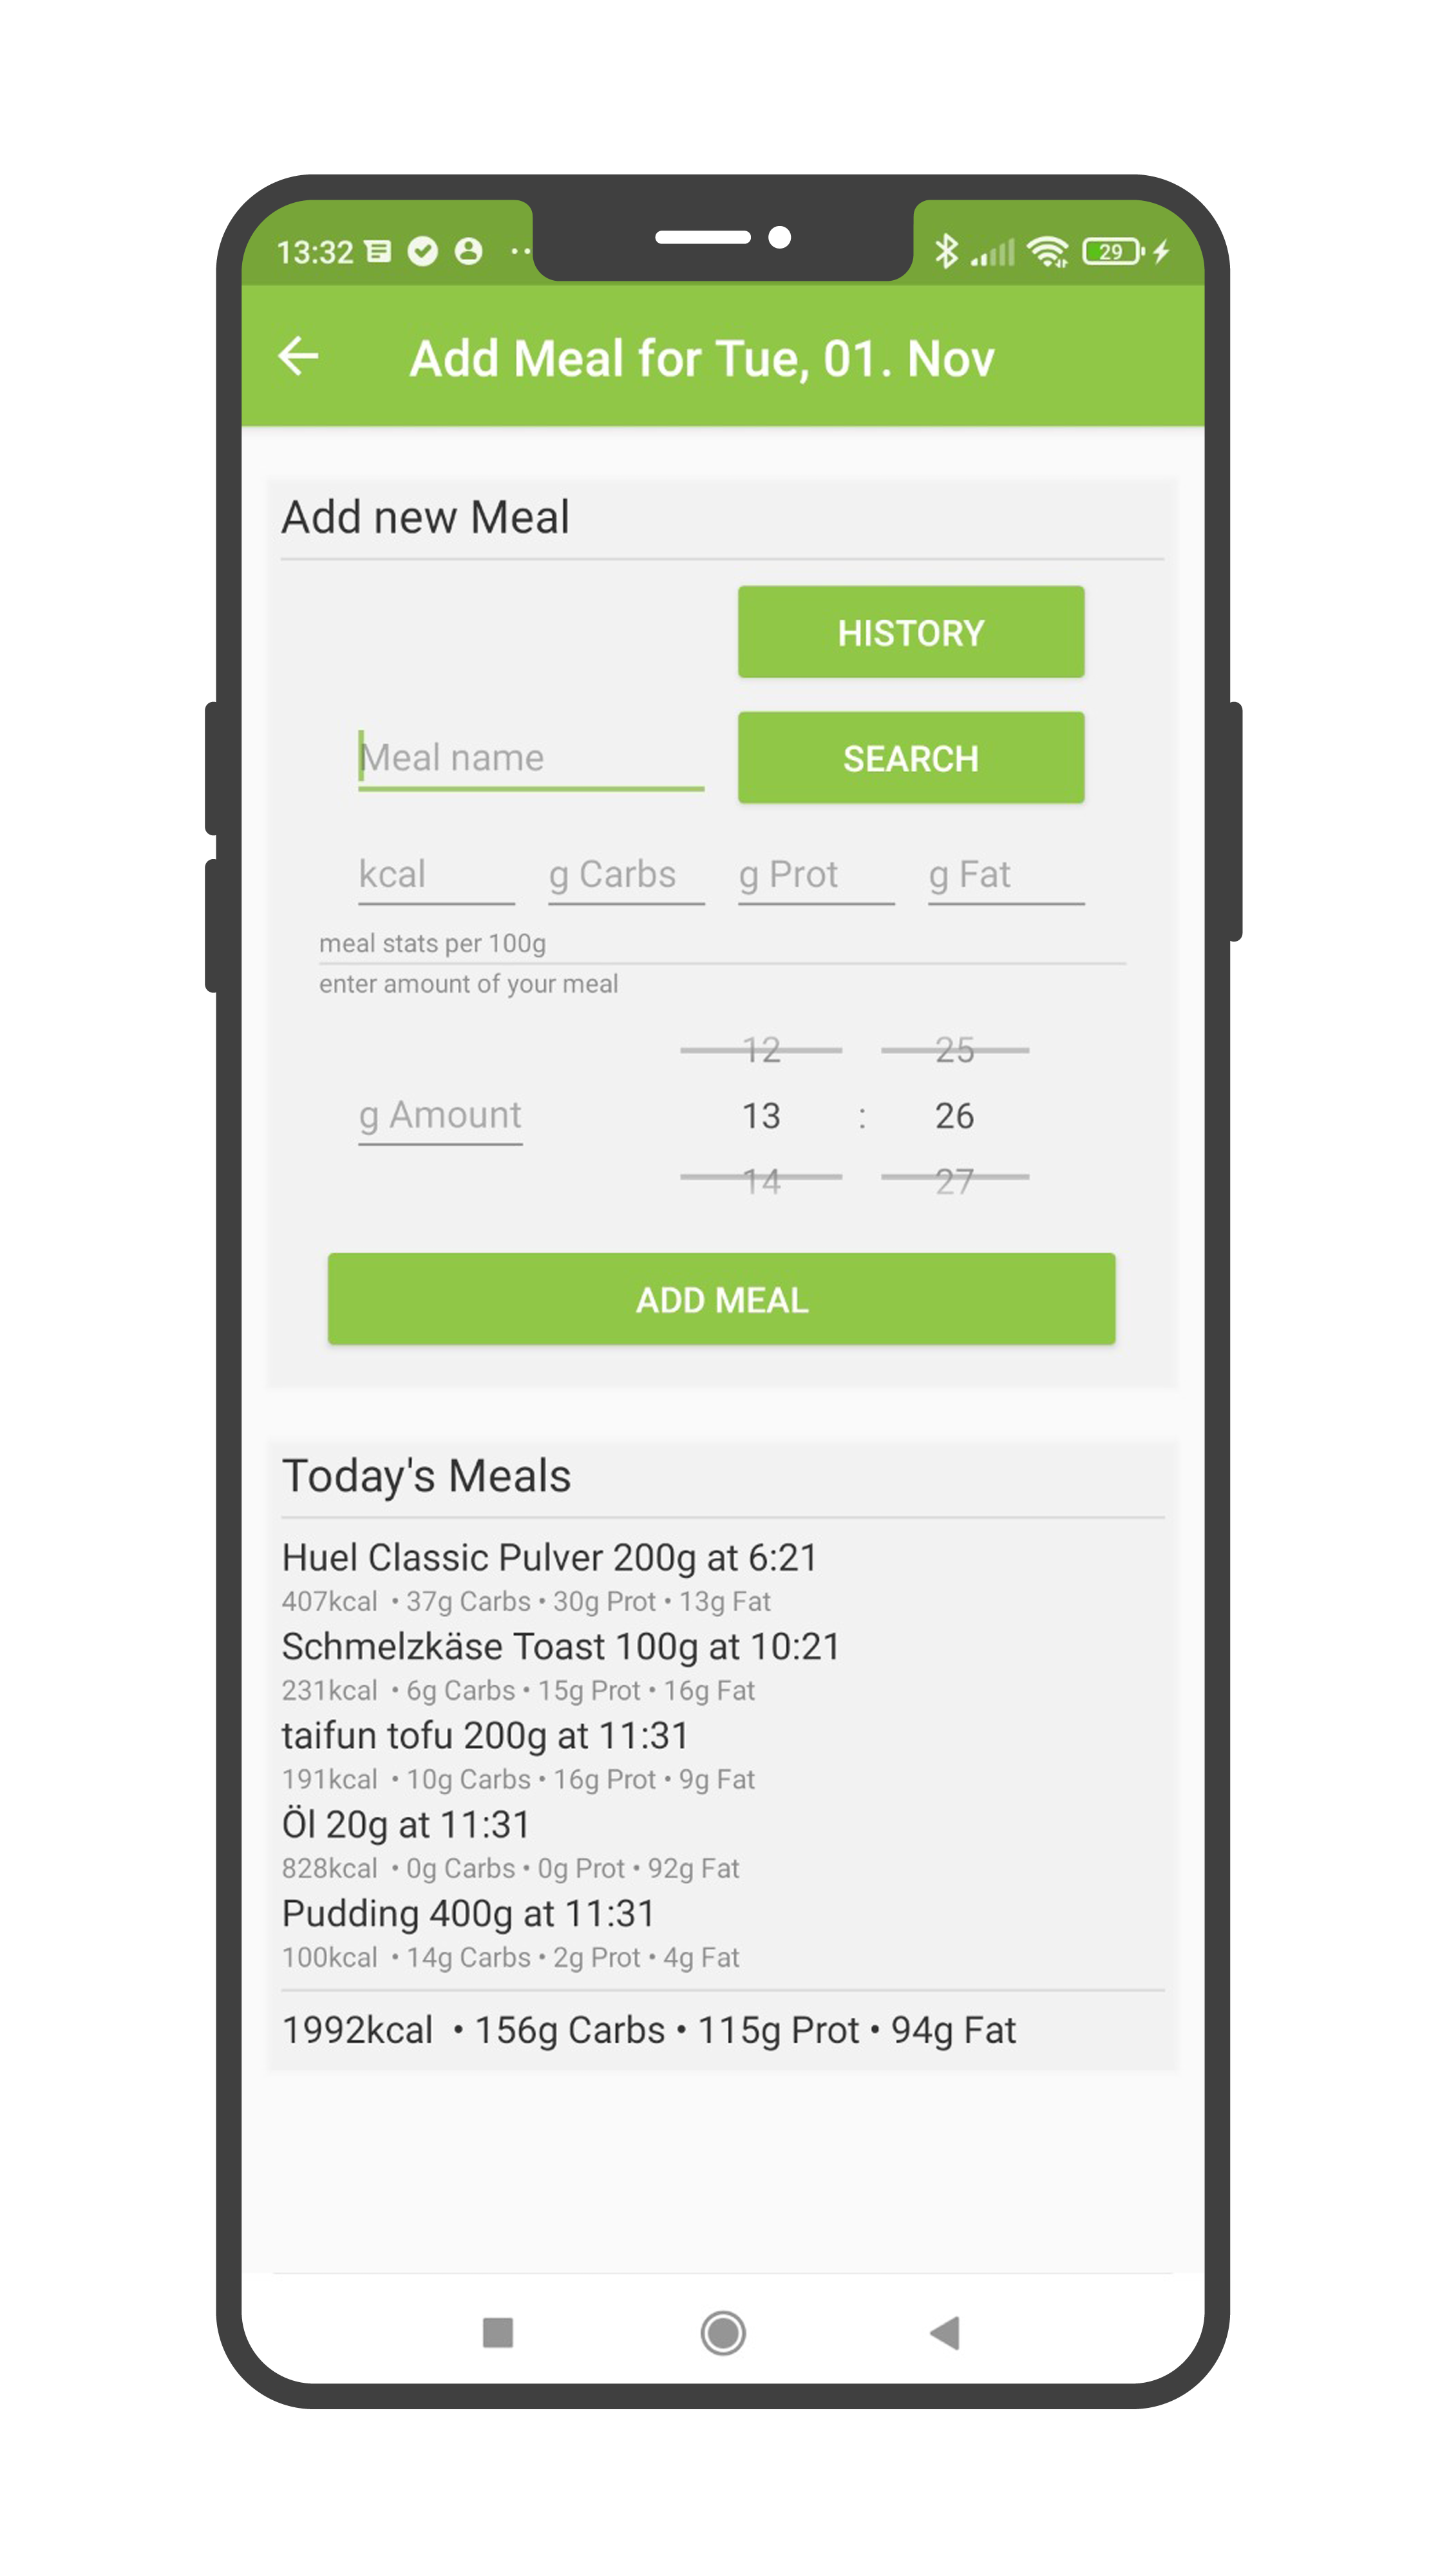 13:32
29
Add Meal for Tue, 01. Nov
Add new Meal
HISTORY
Meal name
SEARCH
kcal g Carbs g Prot g Fat
meal stats per 100g
enter amount of your meal
12 25
g Amount 13 : 26
14 27
ADD MEAL
Today's Meals
Huel Classic Pulver 200g at 6:21
407kcal • 37g Carbs • 30g Prot • 13g Fat
Schmelzkäse Toast 100g at 10:21
231kcal • 6g Carbs • 15g Prot • 16g Fat
taifun tofu 200g at 11:31
191kcal • 10g Carbs • 16g Prot • 9g Fat
Öl 20g at 11:31
828kcal • 0g Carbs • 0g Prot • 92g Fat
Pudding 400g at 11:31
100kcal • 14g Carbs • 2g Prot • 4g Fat
1992kcal • 156g Carbs • 115g Prot • 94g Fat